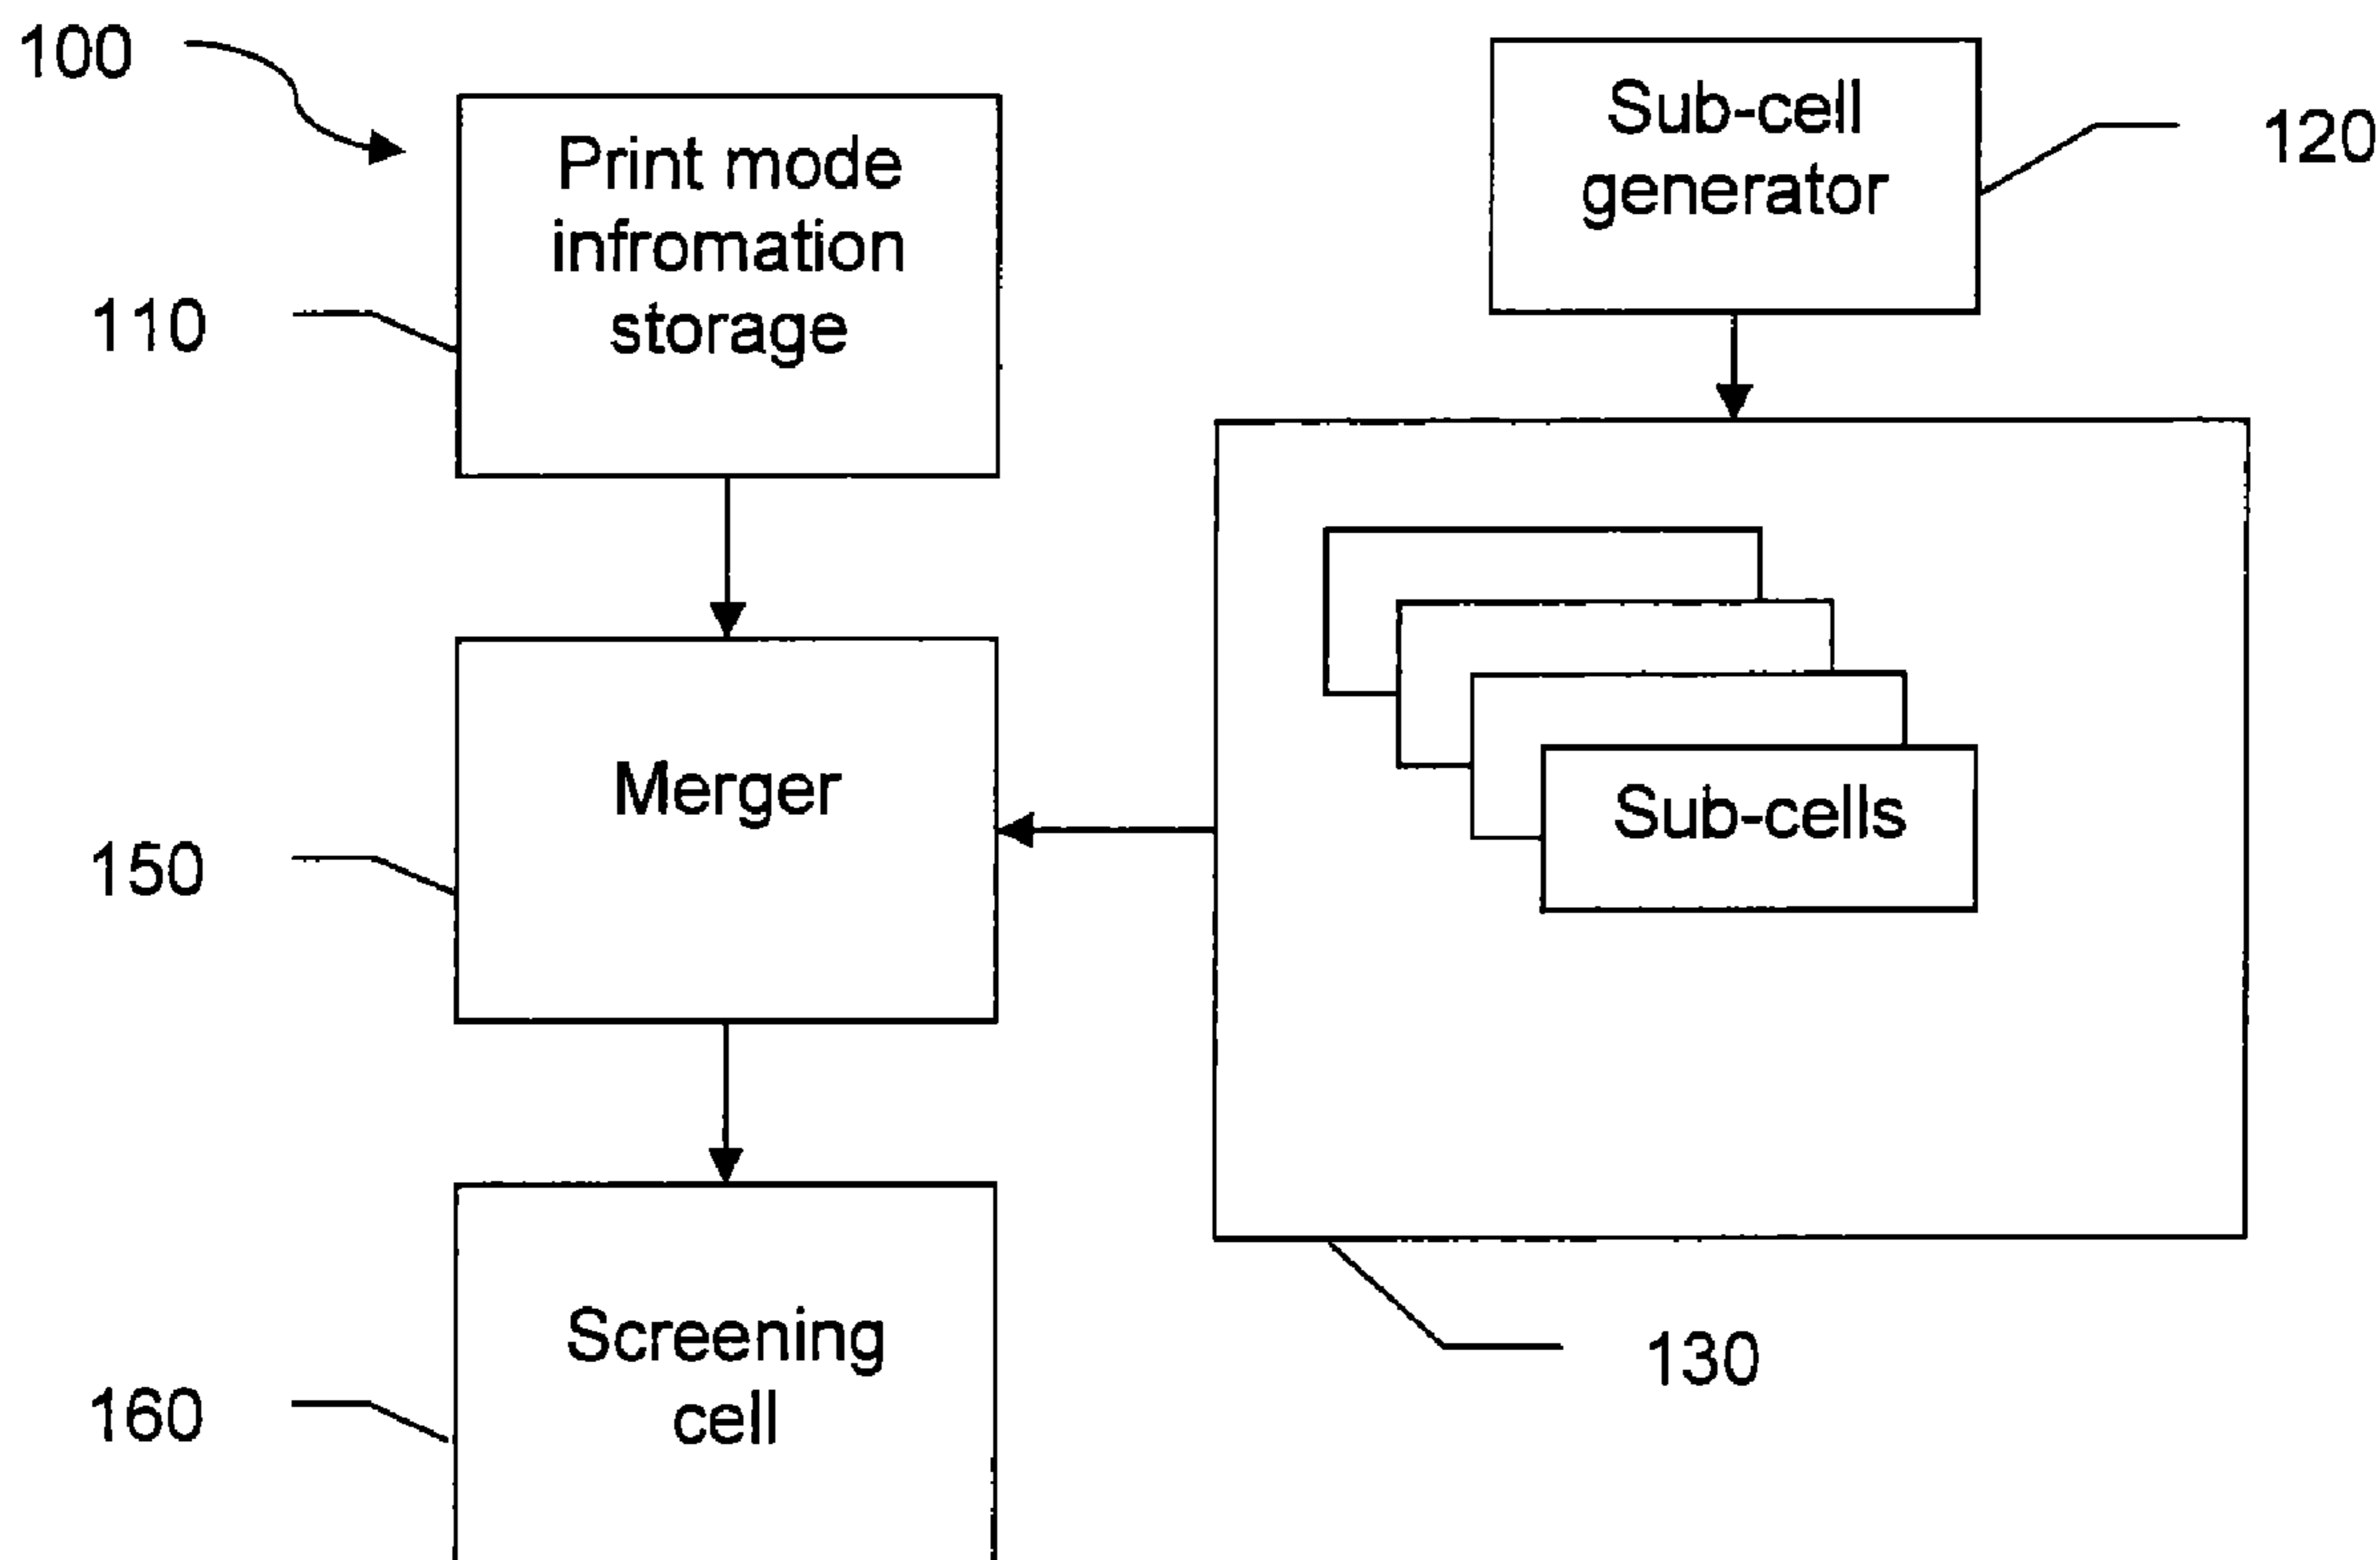 100
Print mode
infromation
storage
110
Sub-cell
generator
120
Merger
150
Sub-cells
130
Screening
cell
160